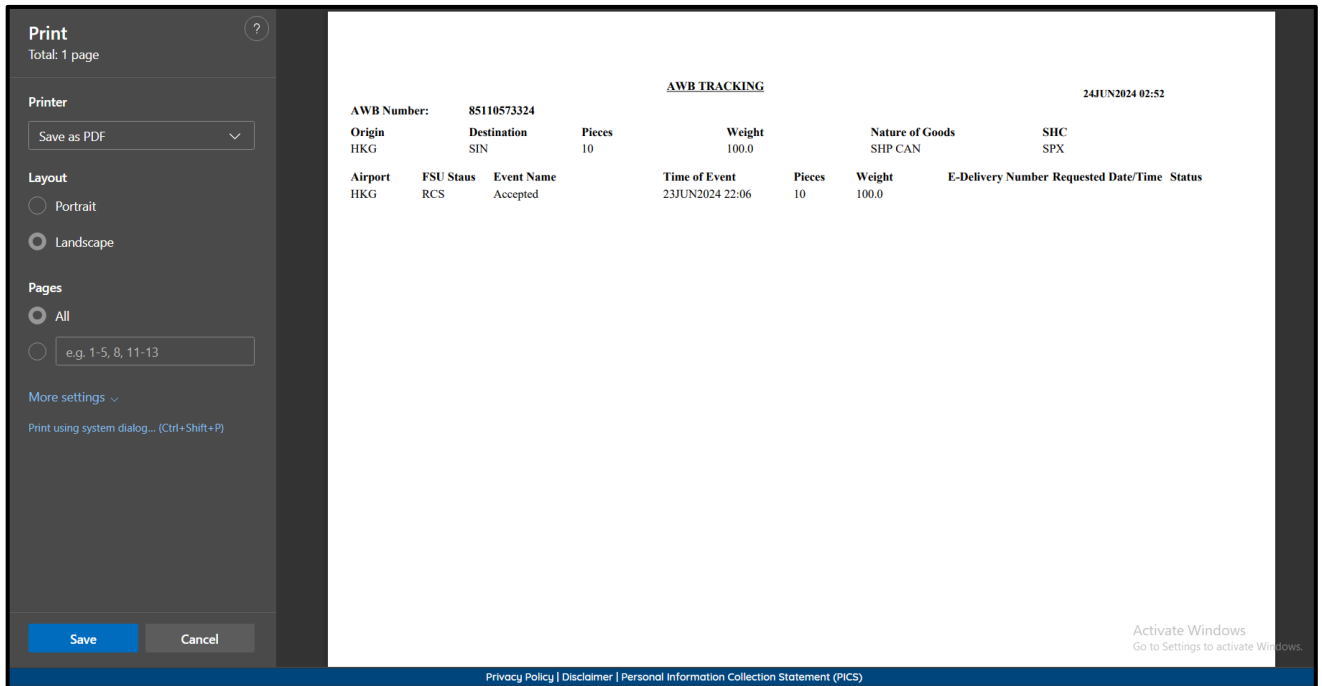 Print
?
Total: 1 page
Printer
Save as PDF
Layout
Portrait
Landscape
Pages
All
e.g. 1-5, 8, 11-13
More settings
Print using system dialog... (Ctrl+Shift+P)
Save Cancel
AWB TRACKING
24JUN2024 02:52
AWB Number: 85110573324
Origin Destination Pieces Weight Nature of Goods SHC
HKG SIN 10 100.0 SHP CAN SPX
Airport FSU Staus Event Name Time of Event Pieces Weight E-Delivery Number Requested Date/Time Status
HKG RCS Accepted 23JUN2024 22:06 10 100.0
Activate Windows
Go to Settings to activate Windows.
Privacy Policy | Disclaimer | Personal Information Collection Statement (PICS)